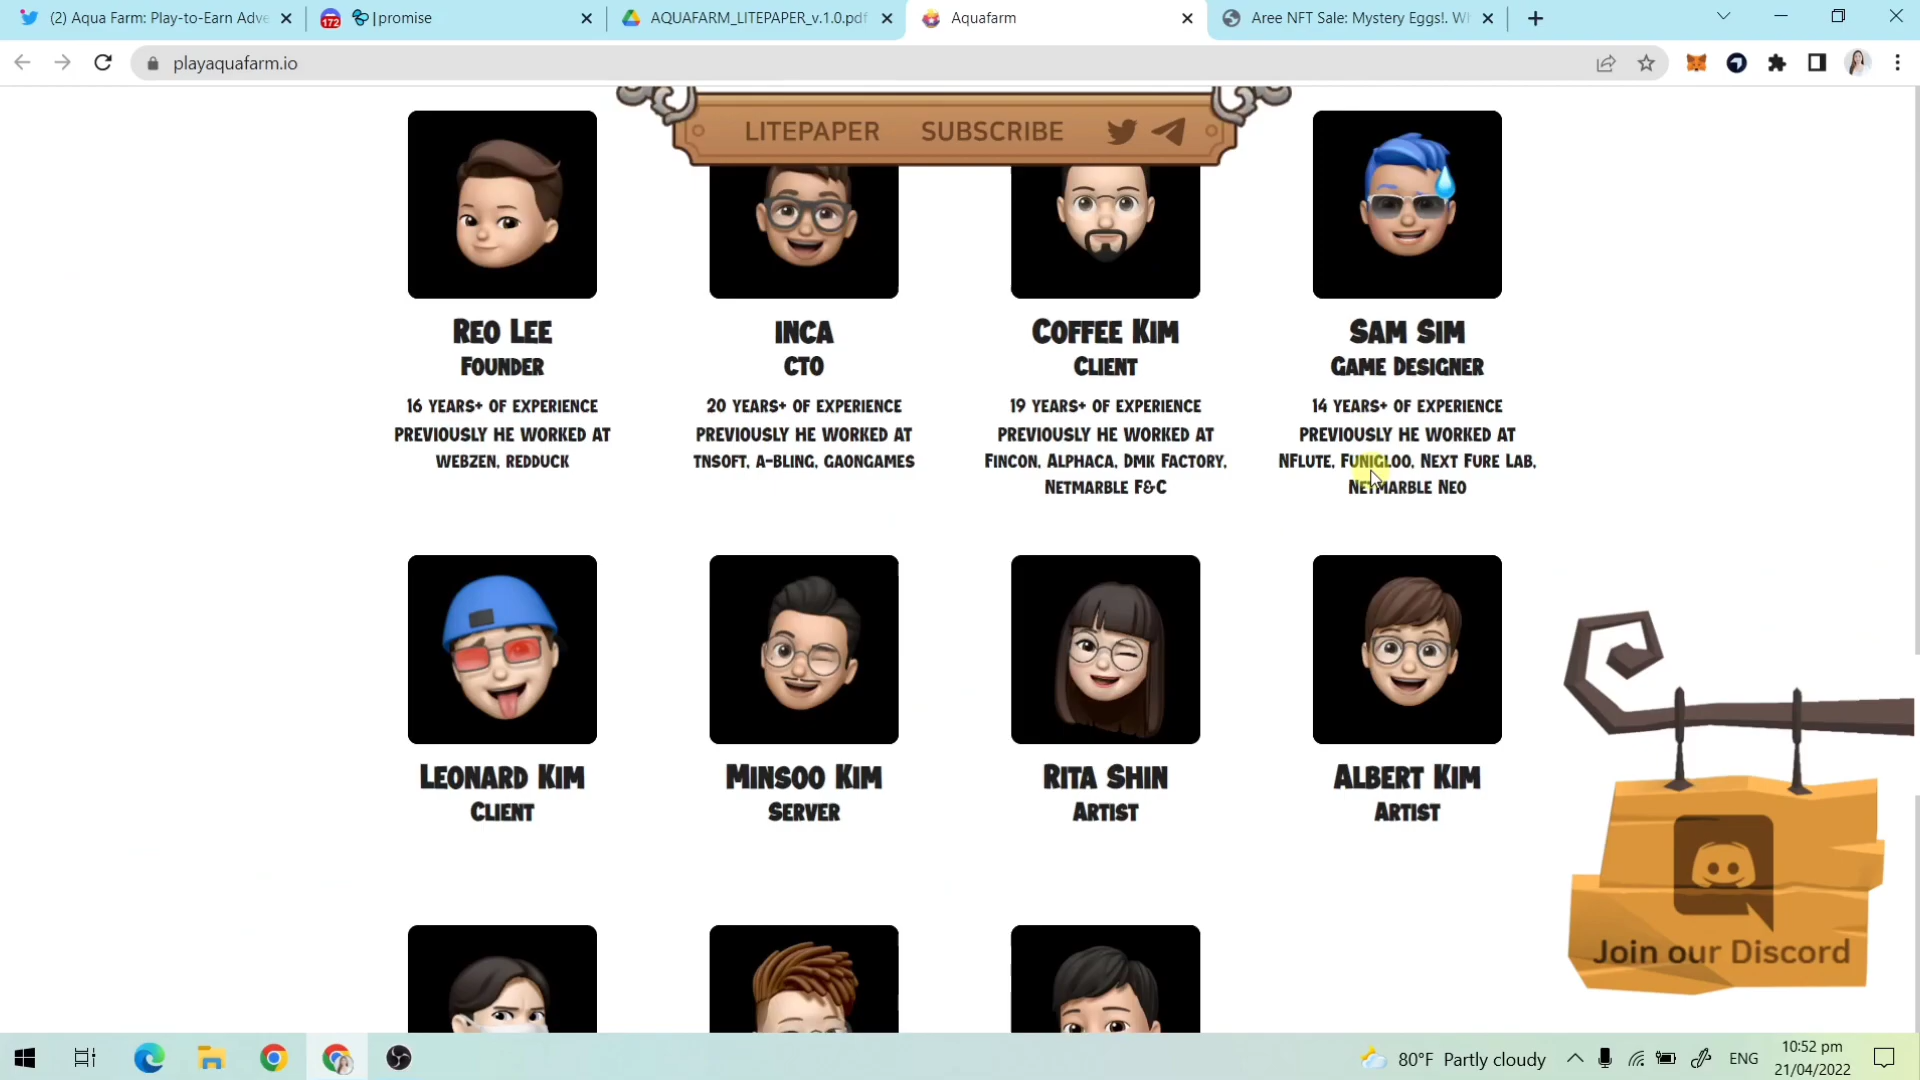 (2) Aqua Farm: Play-to-Earn Adve
172
|promise
AQUAFARM_LITEPAPER_v.1.0.pdf
Aquafarm
Aree NFT Sale: Mystery Eggs!. Wh
playaquafarm.io
LITEPAPER SUBSCRIBE
Reo Lee
Founder
16 years+ of experience
previously he worked at
Webzen, Redduck
INCA
CTO
20 years+ of experience
previously he worked at
TNSOFT, A-Bling, GaonGames
Coffee Kim
Client
19 years+ of experience
previously he worked at
Fincon, Alphaca, DMK Factory,
Netmarble F&C
Sam Sim
Game Designer
14 years+ of experience
previously he worked at
NFlute, Funigloo, Next Fure Lab,
Netmarble Neo
Leonard Kim
Client
Minsoo Kim
Server
Rita Shin
Artist
Albert Kim
Artist
Join our Discord
80°F Partly cloudy
ENG
10:52 pm
21/04/2022